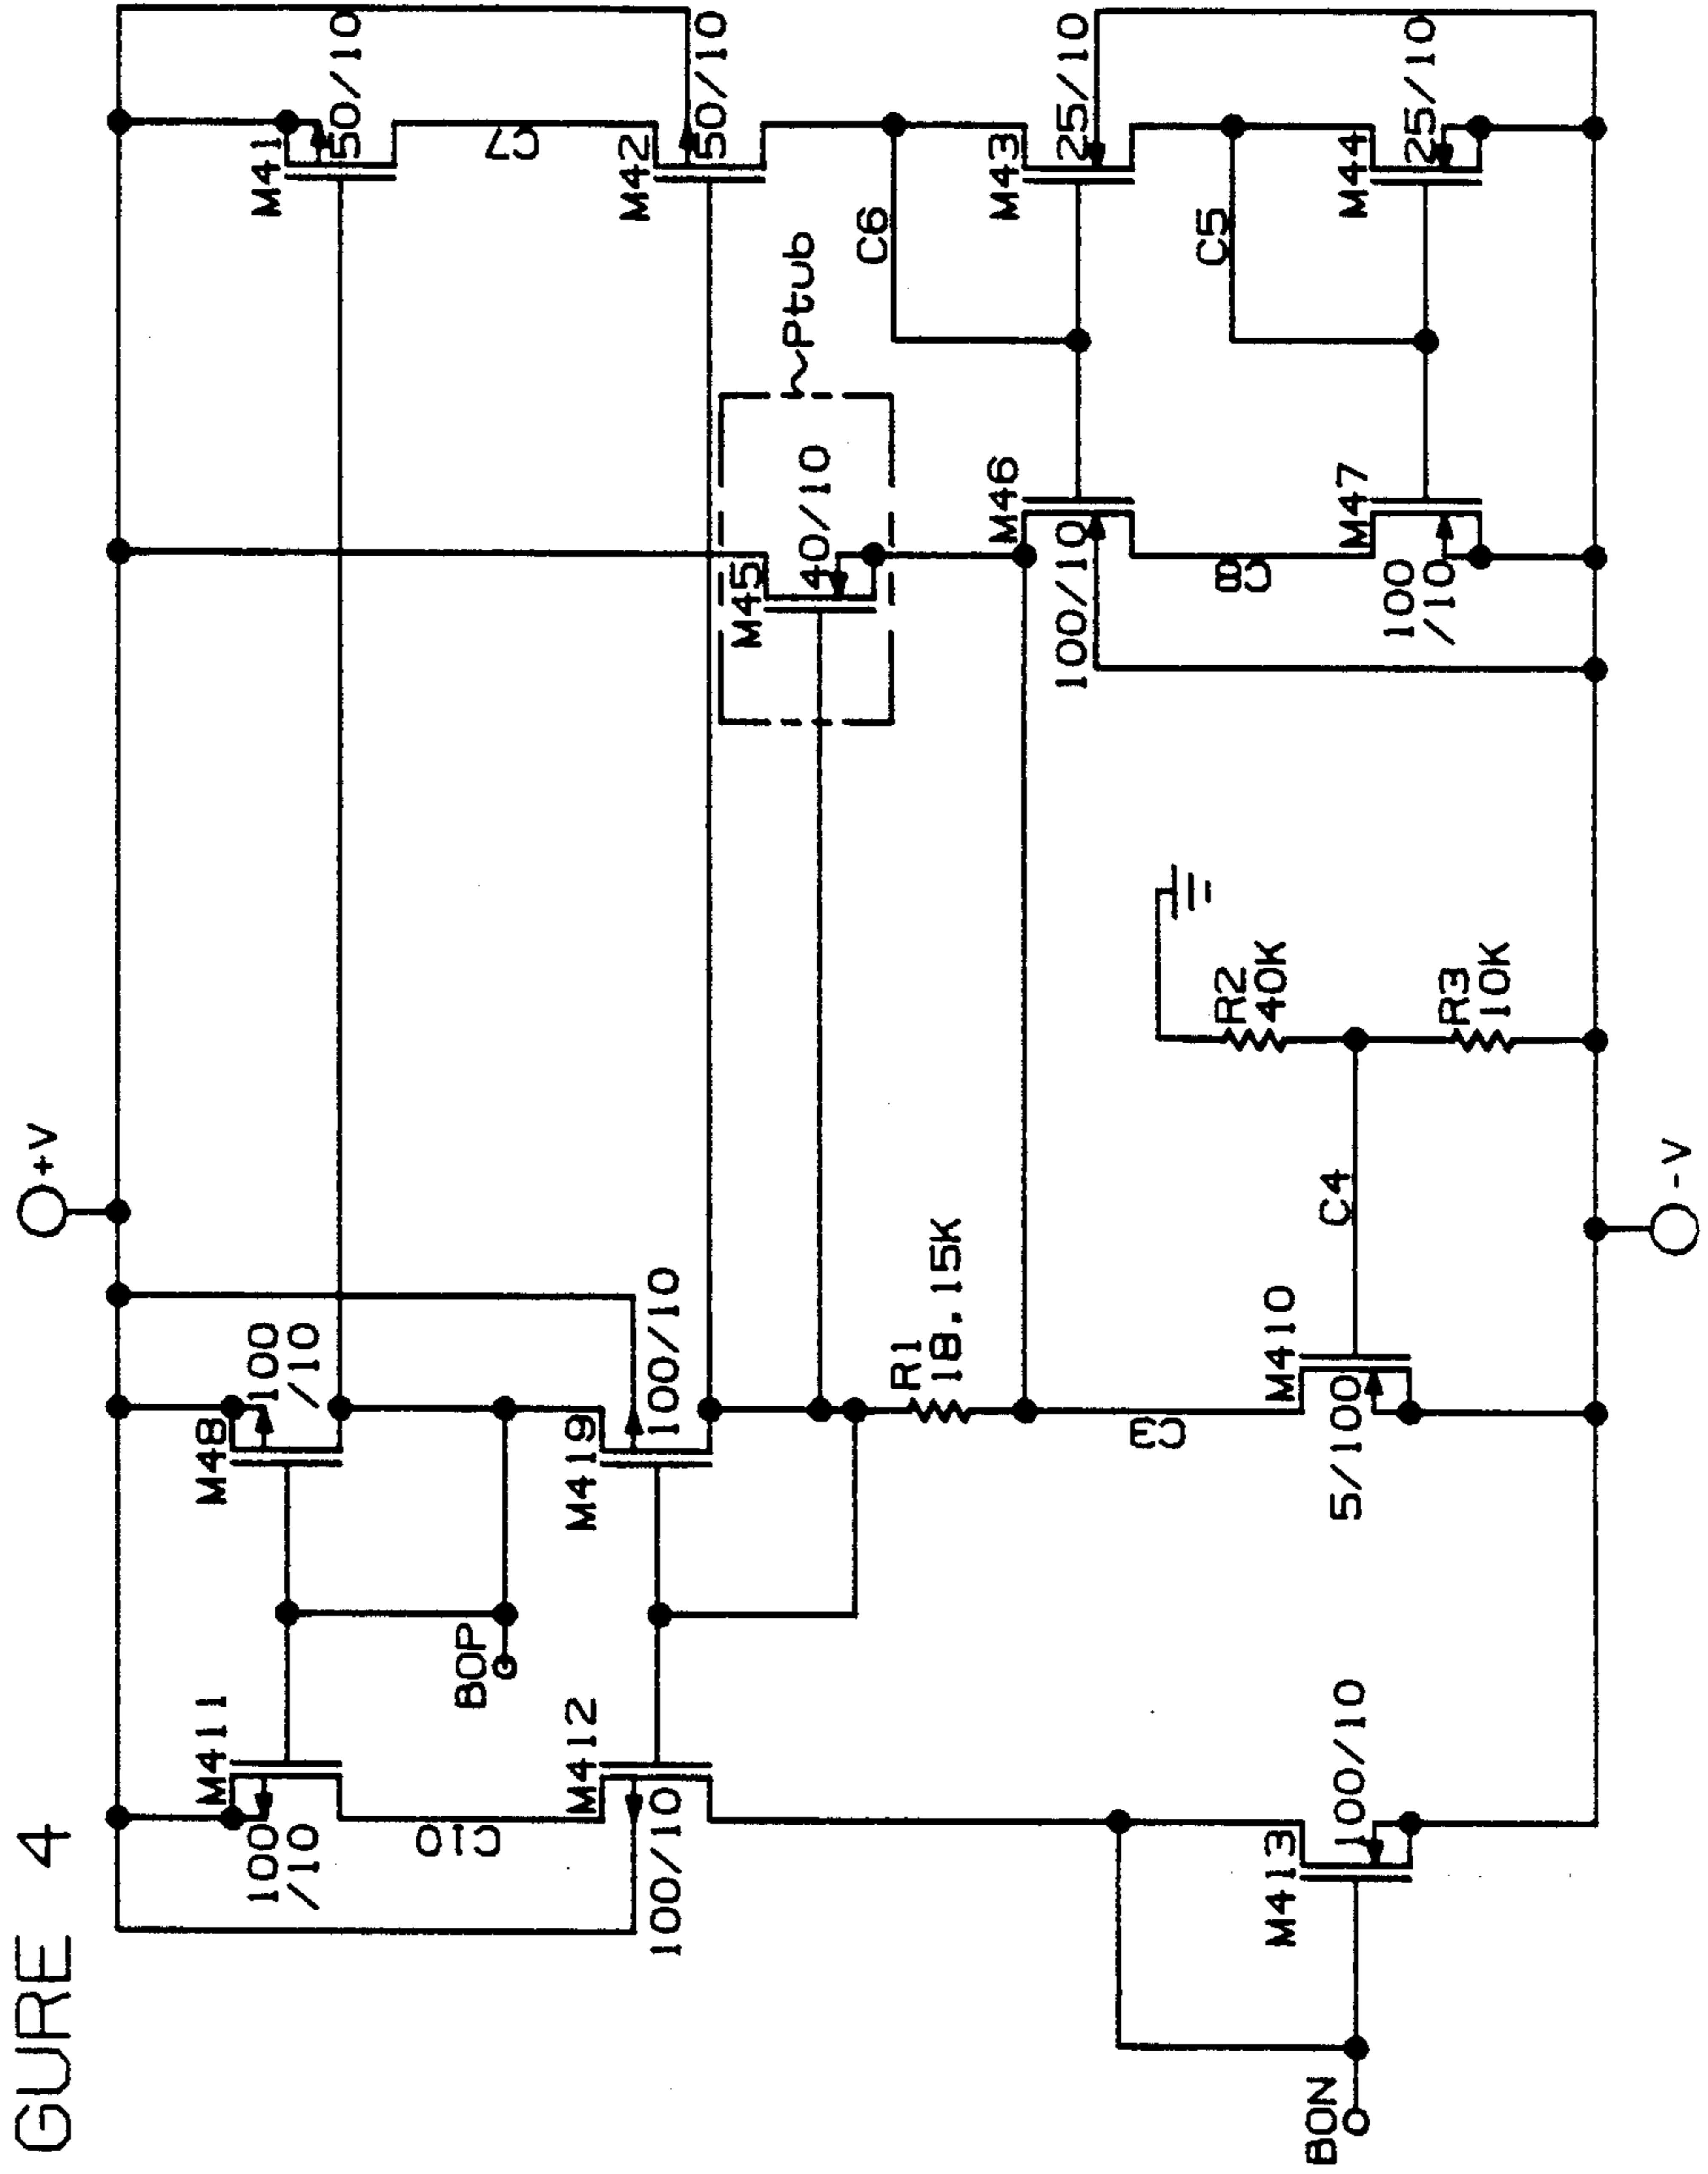 GURE 4
+V
M411
100
/10
C10
M412
100/10
BOP
M48
100
/10
M419
100/10
R1
18.15K
C3
M410
5/100
C4
R2
40K
R3
10K
M413
100/10
BON
-V
M41
50/10
C7
M42
50/10
Ptub
M45
40/10
C6
M43
25/10
C5
M44
25/10
M46
100/10
C8
M47
100
/10